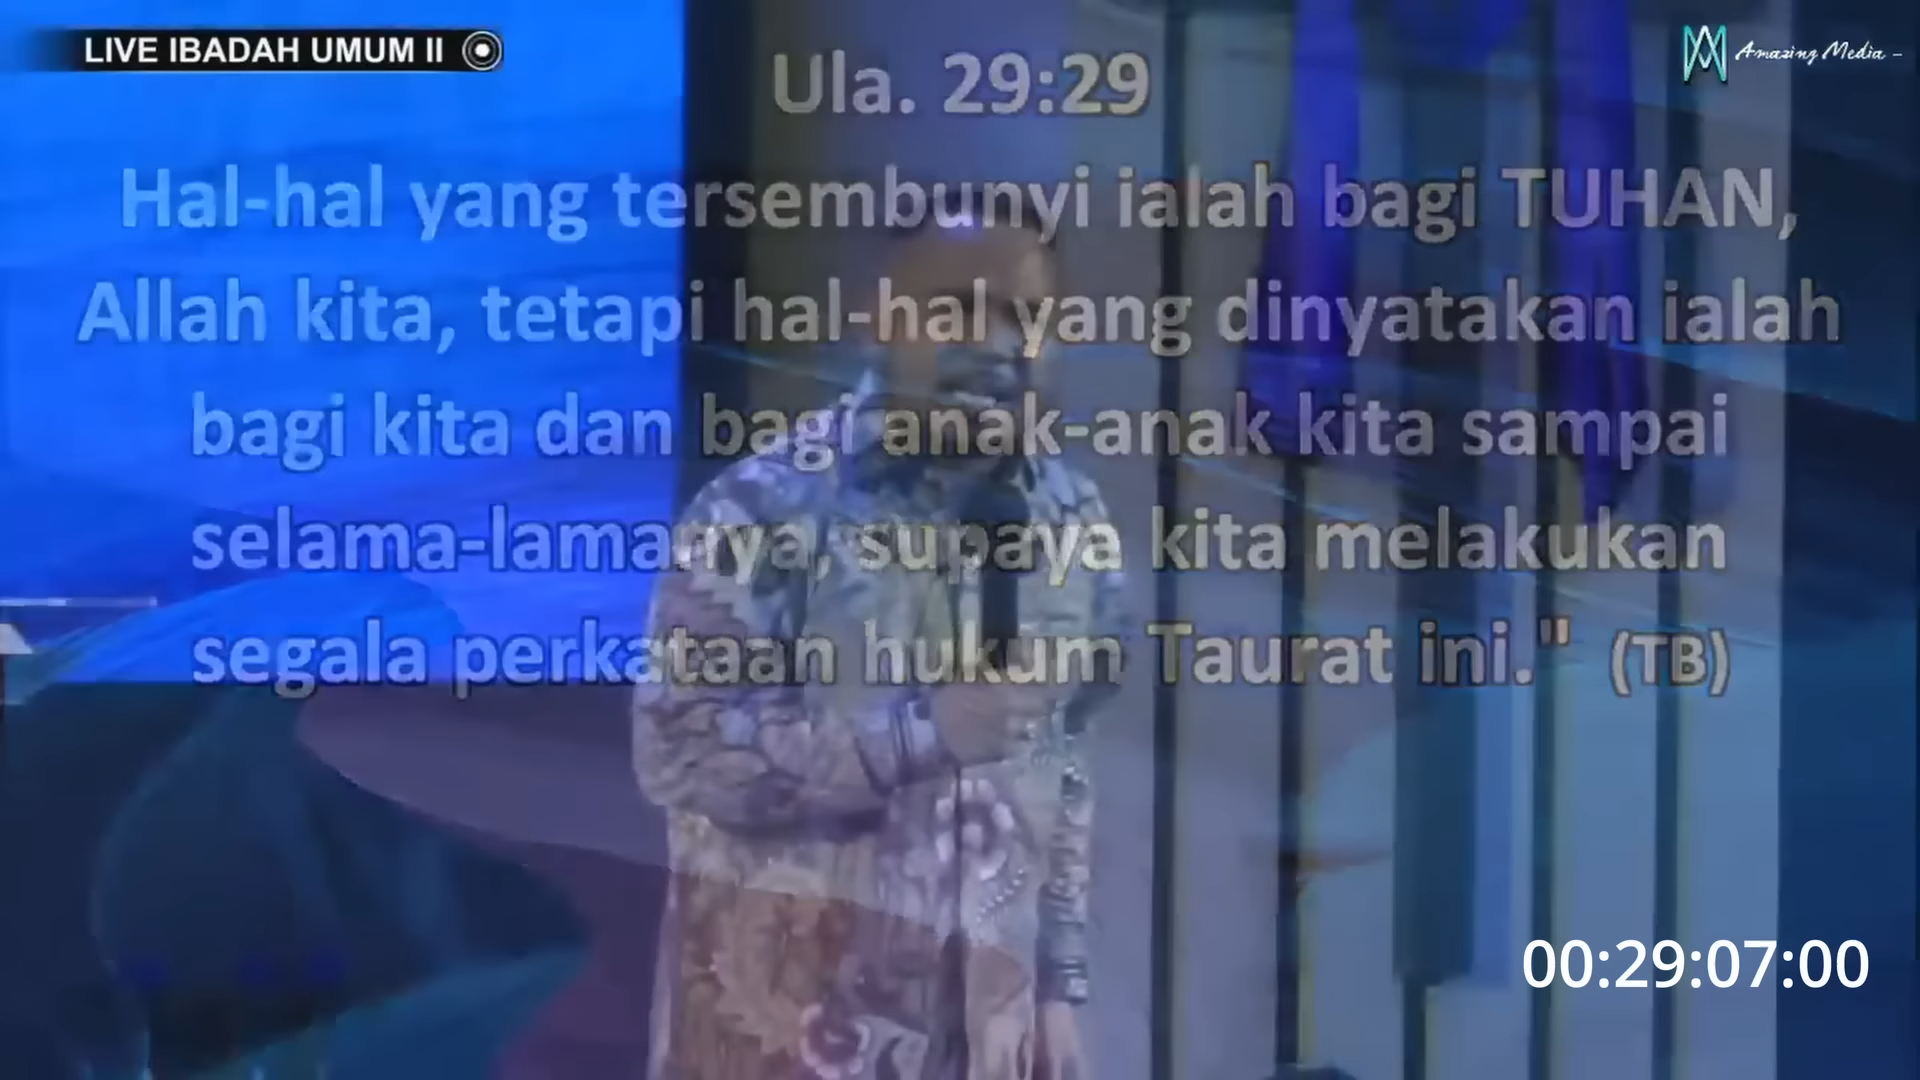 LIVE IBADAH UMUM II
Amazing Media -
Ula. 29:29
Hal-hal yang tersembunyi ialah bagi TUHAN,
Allah kita, tetapi hal-hal yang dinyatakan ialah
bagi kita dan bagi anak-anak kita sampai
selama-lamanya, supaya kita melakukan
segala perkataan hukum Taurat ini." (TB)
00:29:07:00